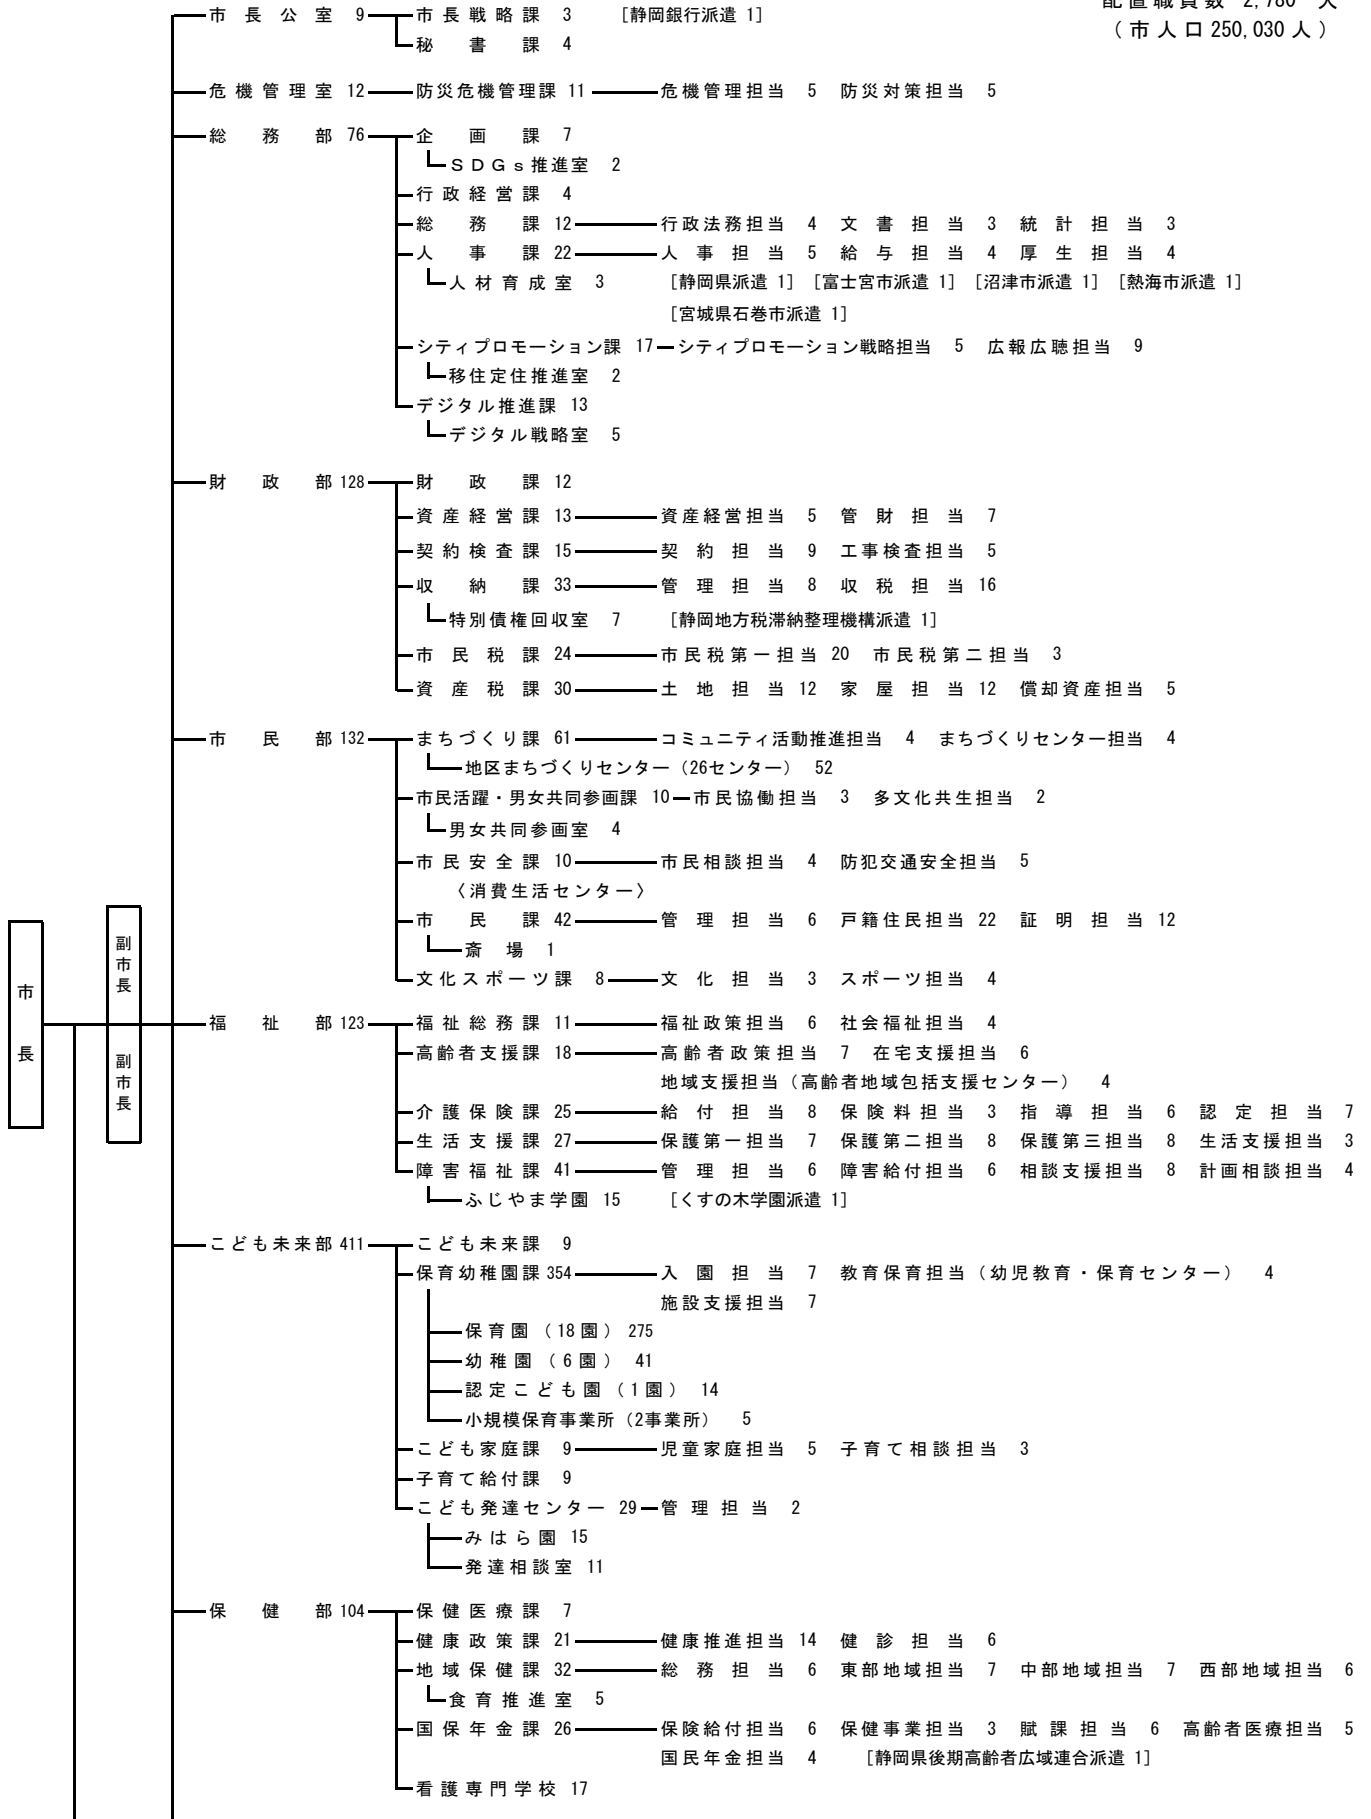 配置職員数 2,780 人
（市人口250,030人）
市長公室 9 市長戦略課 3 ［静岡銀行派遣 1］
秘書課 4
危機管理室 12 防災危機管理課 11 危機管理担当 5 防災対策担当 5
総務部 76 企画課 7
ＳＤＧｓ推進室 2
行政経営課 4
総務課 12 行政法務担当 4 文書担当 3 統計担当 3
人事課 22 人事担当 5 給与担当 4 厚生担当 4
人材育成室 3 ［静岡県派遣 1］［富士宮市派遣 1］［沼津市派遣 1］［熱海市派遣 1］
［宮城県石巻市派遣 1］
シティプロモーション課 17 シティプロモーション戦略担当 5 広報広聴担当 9
移住定住推進室 2
デジタル推進課 13
デジタル戦略室 5
財政部 128 財政課 12
資産経営課 13 資産経営担当 5 管財担当 7
契約検査課 15 契約担当 9 工事検査担当 5
収納課 33 管理担当 8 収税担当 16
特別債権回収室 7 ［静岡地方税滞納整理機構派遣 1］
市民税課 24 市民税第一担当 20 市民税第二担当 3
資産税課 30 土地担当 12 家屋担当 12 償却資産担当 5
市民部 132 まちづくり課 61 コミュニティ活動推進担当 4 まちづくりセンター担当 4
地区まちづくりセンター（26センター） 52
市民活躍・男女共同参画課 10 市民協働担当 3 多文化共生担当 2
男女共同参画室 4
市民安全課 10 市民相談担当 4 防犯交通安全担当 5
〈消費生活センター〉
市民課 42 管理担当 6 戸籍住民担当 22 証明担当 12
斎場 1
文化スポーツ課 8 文化担当 3 スポーツ担当 4
市長
副市長
副市長
福祉部 123 福祉総務課 11 福祉政策担当 6 社会福祉担当 4
高齢者支援課 18 高齢者政策担当 7 在宅支援担当 6
地域支援担当（高齢者地域包括支援センター） 4
介護保険課 25 給付担当 8 保険料担当 3 指導担当 6 認定担当 7
生活支援課 27 保護第一担当 7 保護第二担当 8 保護第三担当 8 生活支援担当 3
障害福祉課 41 管理担当 6 障害給付担当 6 相談支援担当 8 計画相談担当 4
ふじやま学園 15 ［くすの木学園派遣 1］
こども未来部 411 こども未来課 9
保育幼稚園課 354 入園担当 7 教育保育担当（幼児教育・保育センター） 4
施設支援担当 7
保育園（18園） 275
幼稚園（6園） 41
認定こども園（1園） 14
小規模保育事業所（2事業所） 5
こども家庭課 9 児童家庭担当 5 子育て相談担当 3
子育て給付課 9
こども発達センター 29 管理担当 2
みはら園 15
発達相談室 11
保健部 104 保健医療課 7
健康政策課 21 健康推進担当 14 健診担当 6
地域保健課 32 総務担当 6 東部地域担当 7 中部地域担当 7 西部地域担当 6
食育推進室 5
国保年金課 26 保険給付担当 6 保健事業担当 3 賦課担当 6 高齢者医療担当 5
国民年金担当 4 ［静岡県後期高齢者広域連合派遣 1］
看護専門学校 17